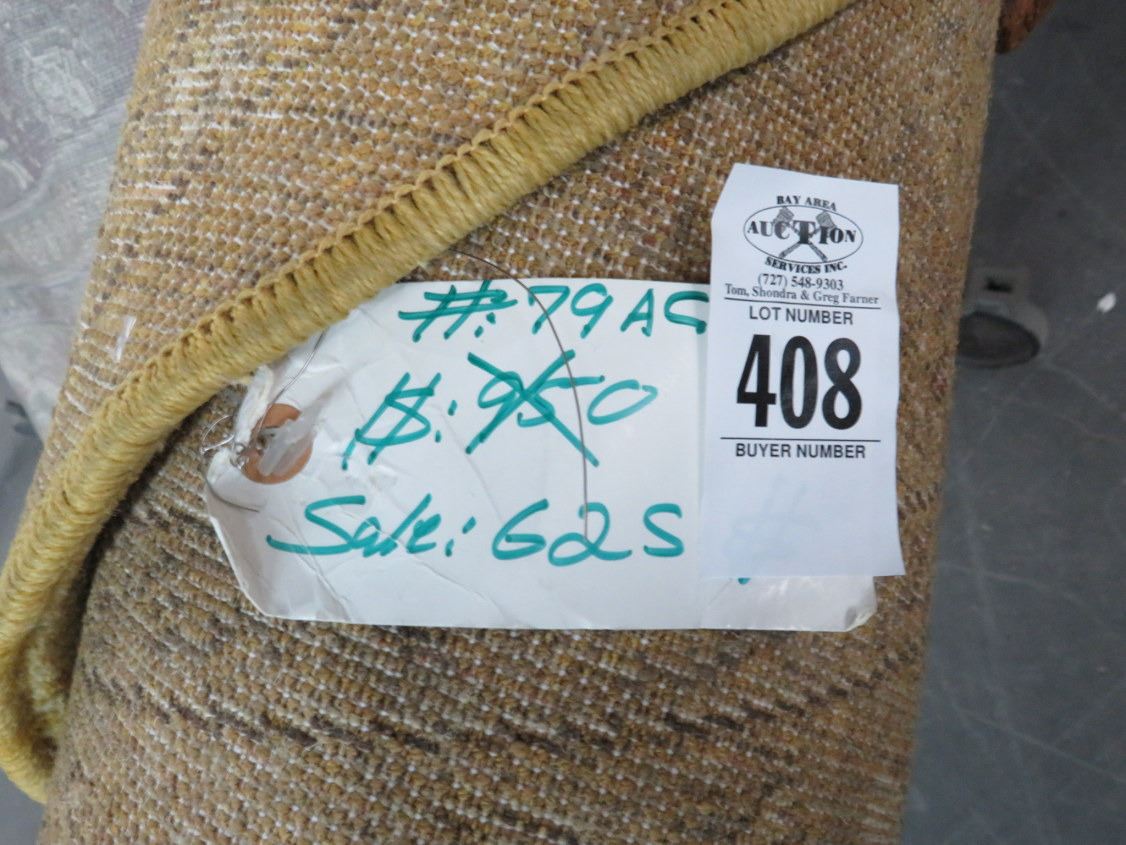 #: 79AC
$: 950
Sale: 625
BAY AREA
AUCTION
SERVICES INC.
(727) 548-9303
Tom, Shondra & Greg Farner
LOT NUMBER
408
BUYER NUMBER